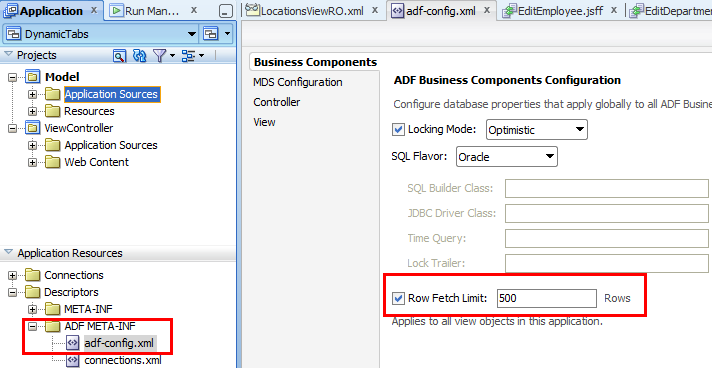 Application
Run Man...
DynamicTabs
Projects
Model
Application Sources
Resources
ViewController
Application Sources
Web Content
Application Resources
Connections
Descriptors
META-INF
ADF META-INF
adf-config.xml
connections.xml
LocationsViewRO.xml
adf-config.xml
EditEmployee.jsff
EditDepartme
Business Components
MDS Configuration
Controller
View
ADF Business Components Configuration
Configure database properties that apply globally to all ADF Busi
Locking Mode: Optimistic
SQL Flavor: Oracle
SQL Builder Class:
JDBC Driver Class:
Time Query:
Lock Trailer:
Row Fetch Limit: 500 Rows
Applies to all view objects in this application.